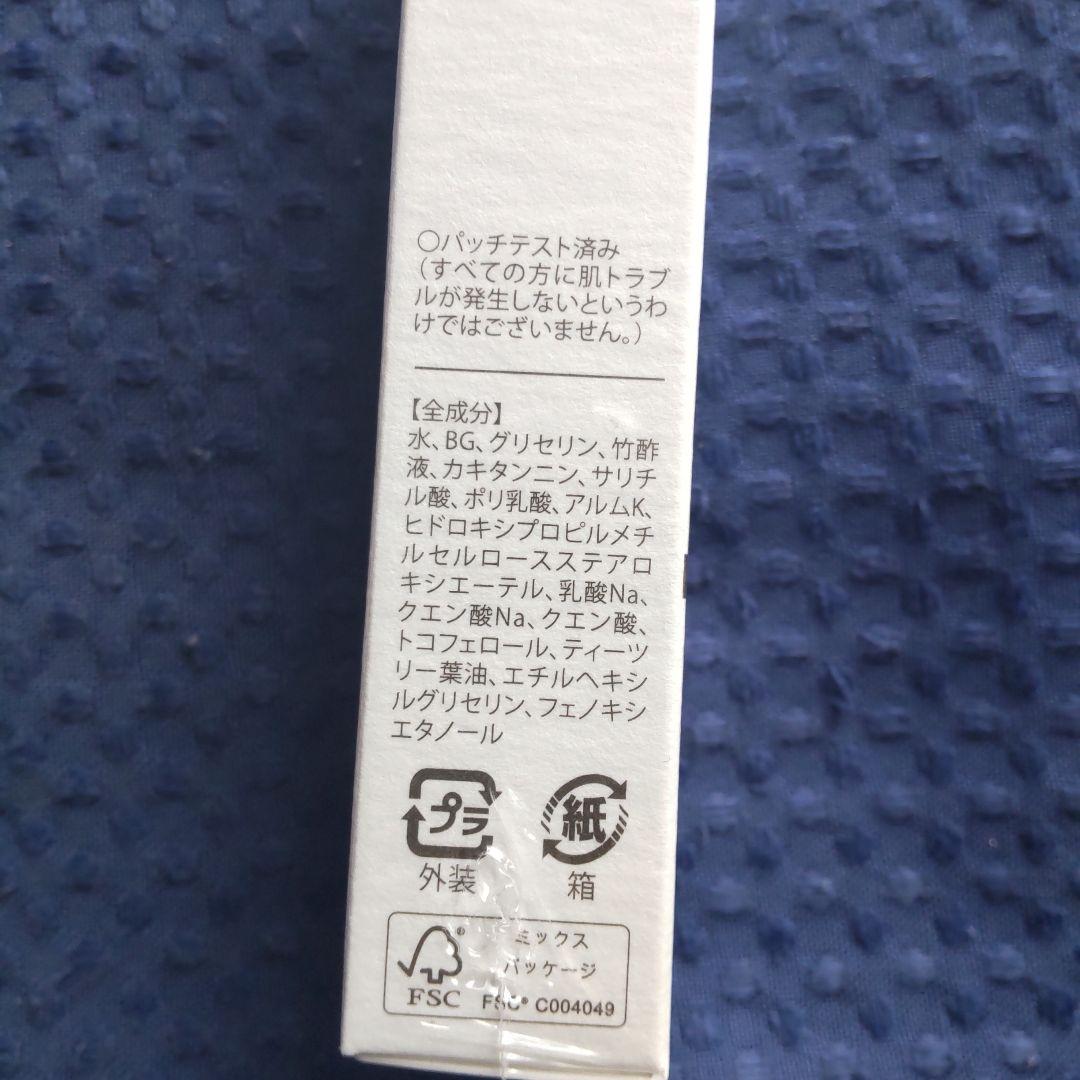 ○パッチテスト済み
(すべての方に肌トラブ
ルが発生しないというわ
けではございません。)
【全成分】
水、BG、グリセリン、竹酢
液、カキタンニン、サリチ
ル酸、ポリ乳酸、アルムK、
ヒドロキシプロピルメチ
ルセルロースステアロ
キシエーテル、乳酸Na、
クエン酸Na、クエン酸、
トコフェロール、ティーツ
リー葉油、エチルヘキシ
ルグリセリン、フェノキシ
エタノール
プラ 紙
外装 箱
ミックス
パッケージ
FSC FSC® C004049